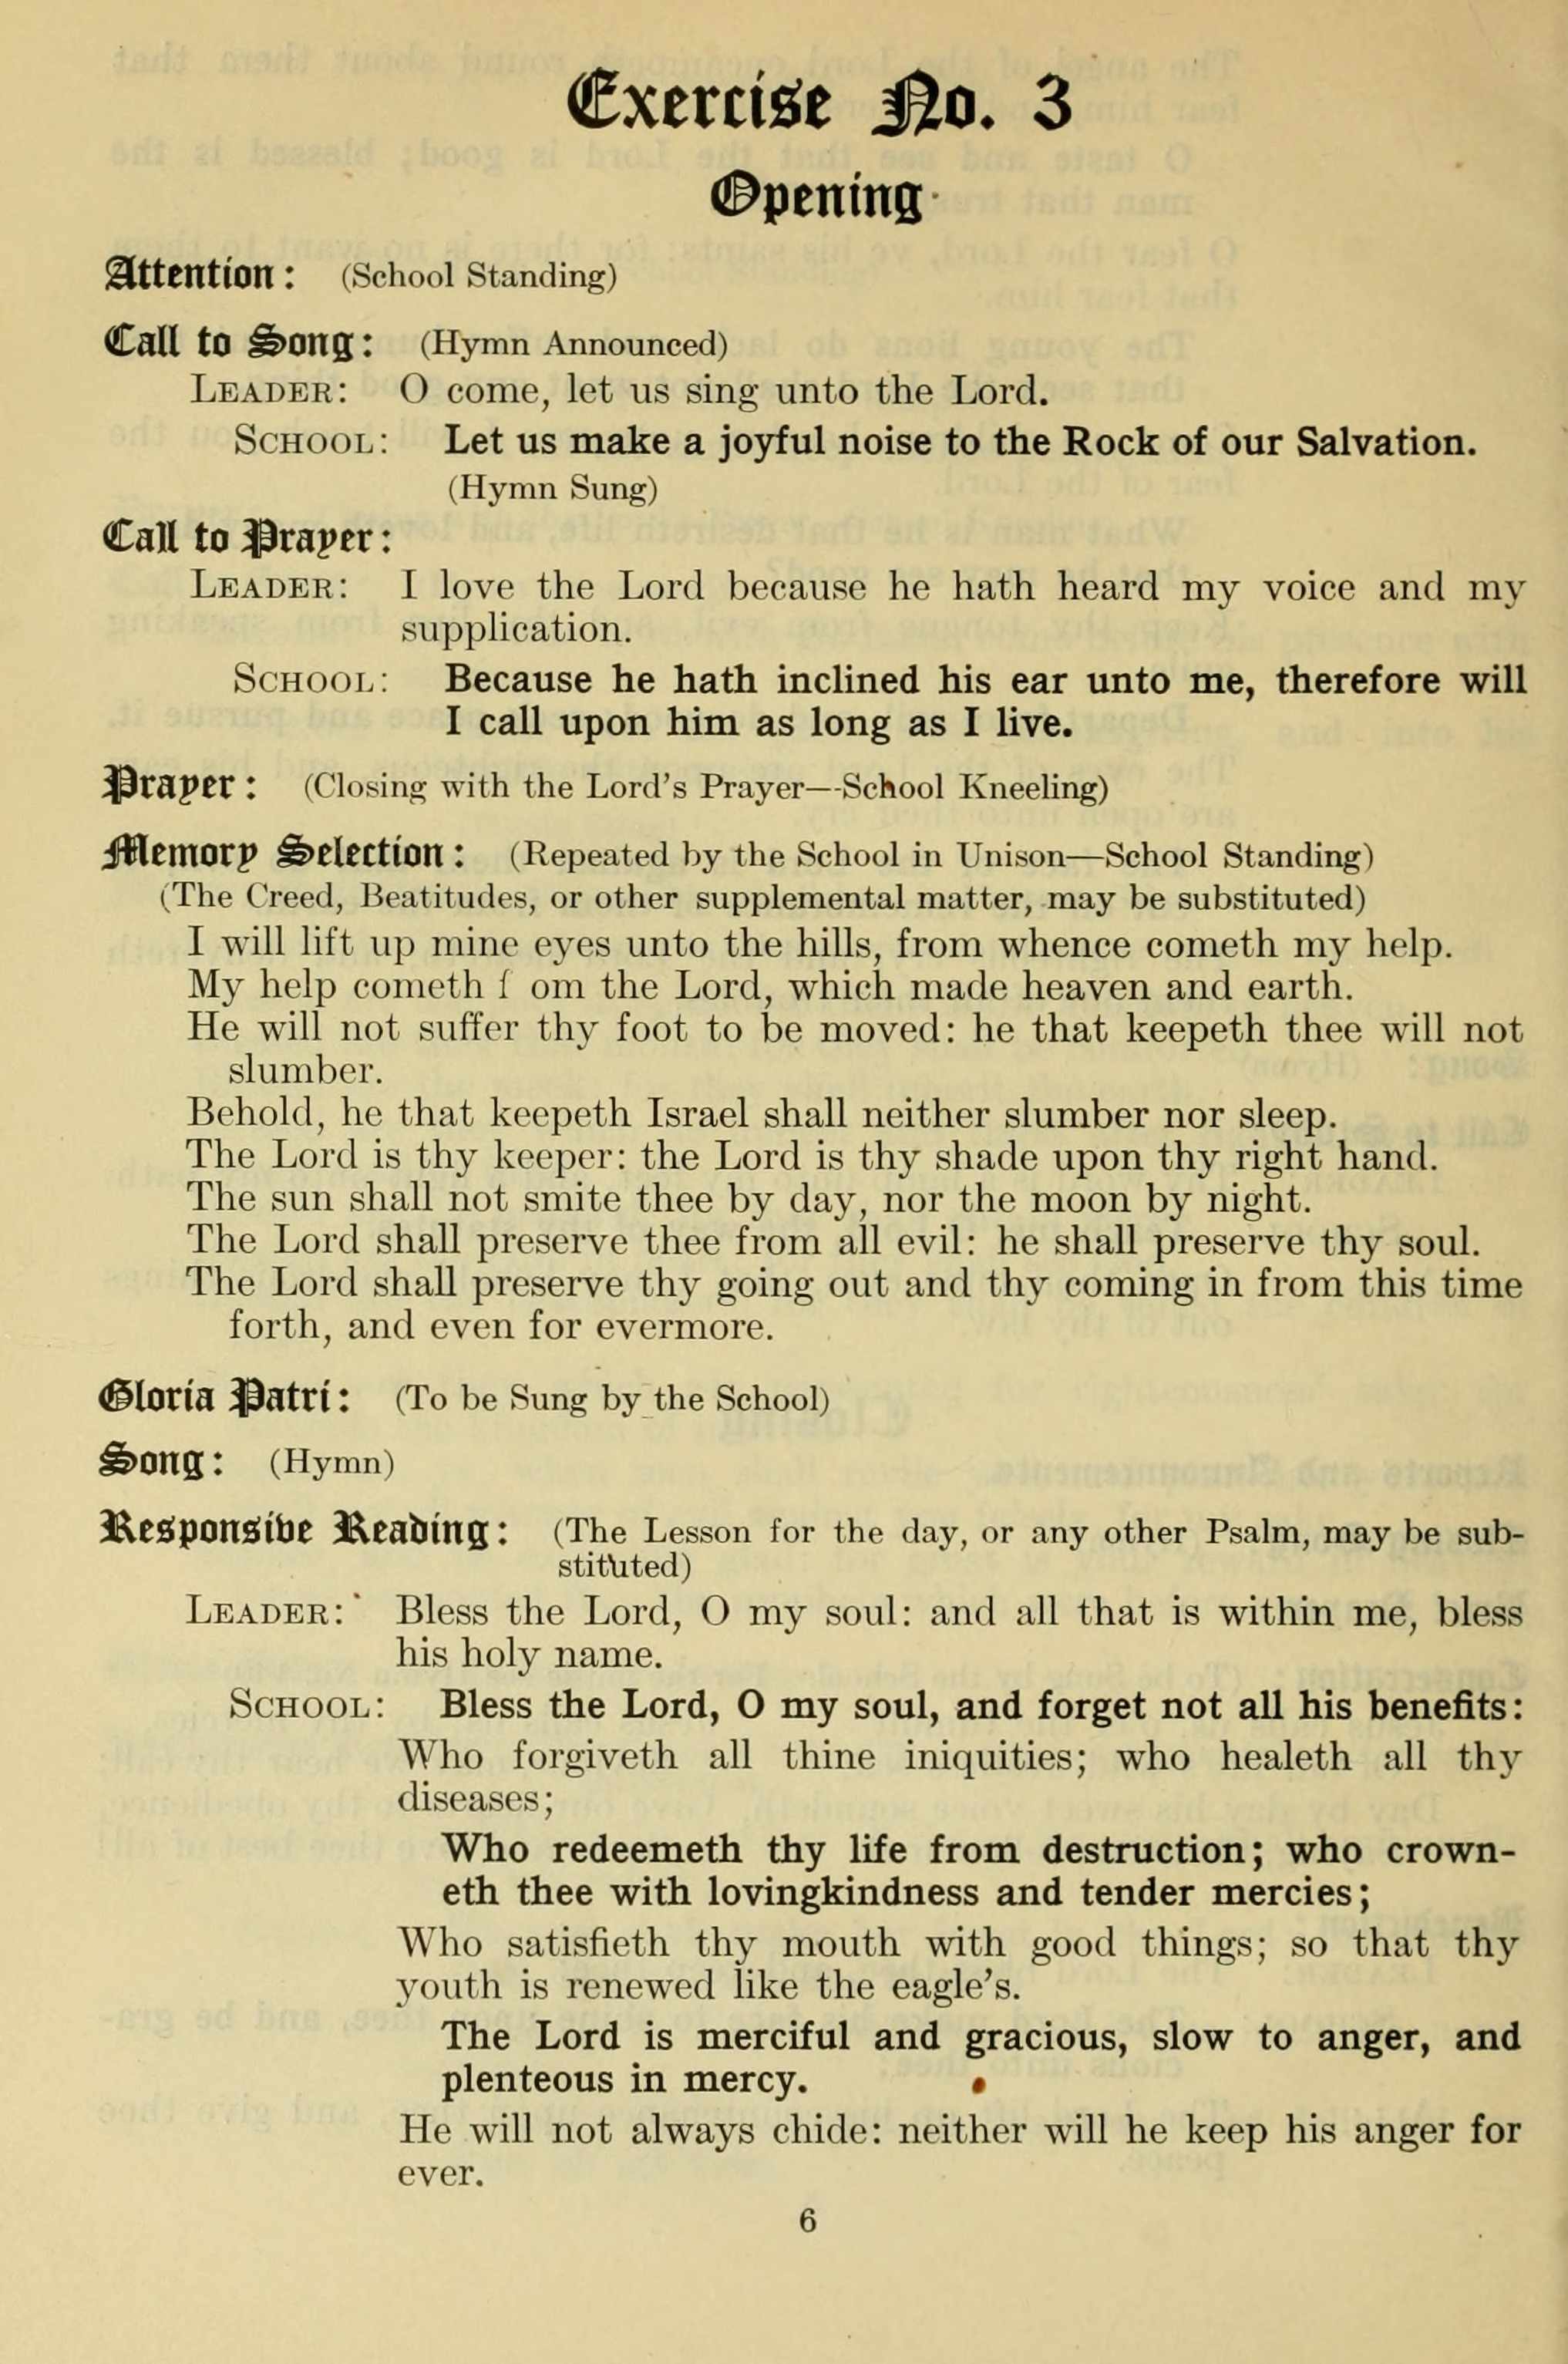 Exercise No. 3
Opening
Attention: (School Standing)
Call to Song: (Hymn Announced)
LEADER: O come, let us sing unto the Lord.
SCHOOL: Let us make a joyful noise to the Rock of our Salvation.
(Hymn Sung)
Call to Prayer:
LEADER: I love the Lord because he hath heard my voice and my
supplication.
SCHOOL: Because he hath inclined his ear unto me, therefore will
I call upon him as long as I live.
Prayer: (Closing with the Lord's Prayer—School Kneeling)
Memory Selection: (Repeated by the School in Unison—School Standing)
(The Creed, Beatitudes, or other supplemental matter, may be substituted)
I will lift up mine eyes unto the hills, from whence cometh my help.
My help cometh f om the Lord, which made heaven and earth.
He will not suffer thy foot to be moved: he that keepeth thee will not
slumber.
Behold, he that keepeth Israel shall neither slumber nor sleep.
The Lord is thy keeper: the Lord is thy shade upon thy right hand.
The sun shall not smite thee by day, nor the moon by night.
The Lord shall preserve thee from all evil: he shall preserve thy soul.
The Lord shall preserve thy going out and thy coming in from this time
forth, and even for evermore.
Gloria Patri: (To be Sung by the School)
Song: (Hymn)
Responsive Reading: (The Lesson for the day, or any other Psalm, may be sub-
stituted)
LEADER: Bless the Lord, O my soul: and all that is within me, bless
his holy name.
SCHOOL: Bless the Lord, O my soul, and forget not all his benefits:
Who forgiveth all thine iniquities; who healeth all thy
diseases;
Who redeemeth thy life from destruction; who crown-
eth thee with lovingkindness and tender mercies;
Who satisfieth thy mouth with good things; so that thy
youth is renewed like the eagle's.
The Lord is merciful and gracious, slow to anger, and
plenteous in mercy.
He will not always chide: neither will he keep his anger for
ever.
6